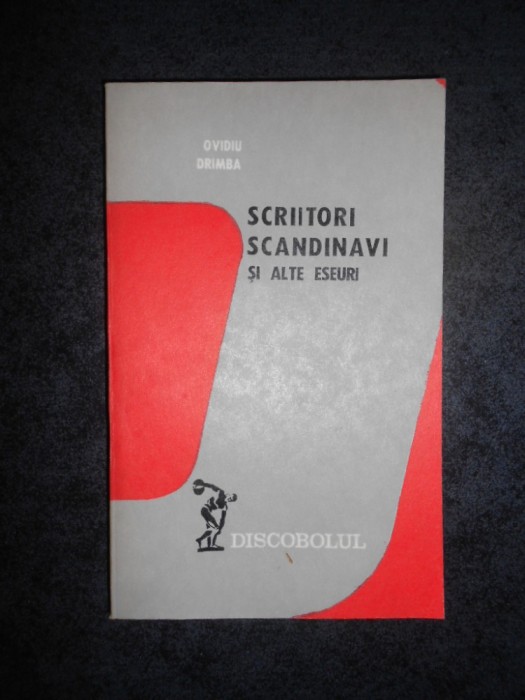 OVIDIU
DRIMBA
SCRIITORI
SCANDINAVI
ȘI ALTE ESEURI
DISCOBOLUL